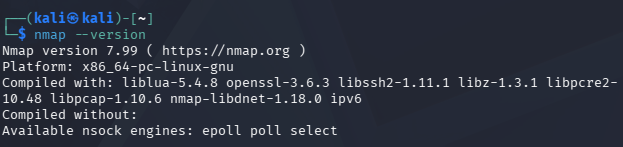 ┌──(kali㉿kali)-[~]
└─$ nmap --version
Nmap version 7.99 ( https://nmap.org )
Platform: x86_64-pc-linux-gnu
Compiled with: liblua-5.4.8 openssl-3.6.3 libssh2-1.11.1 libz-1.3.1 libpcre2-
10.48 libpcap-1.10.6 nmap-libdnet-1.18.0 ipv6
Compiled without:
Available nsock engines: epoll poll select